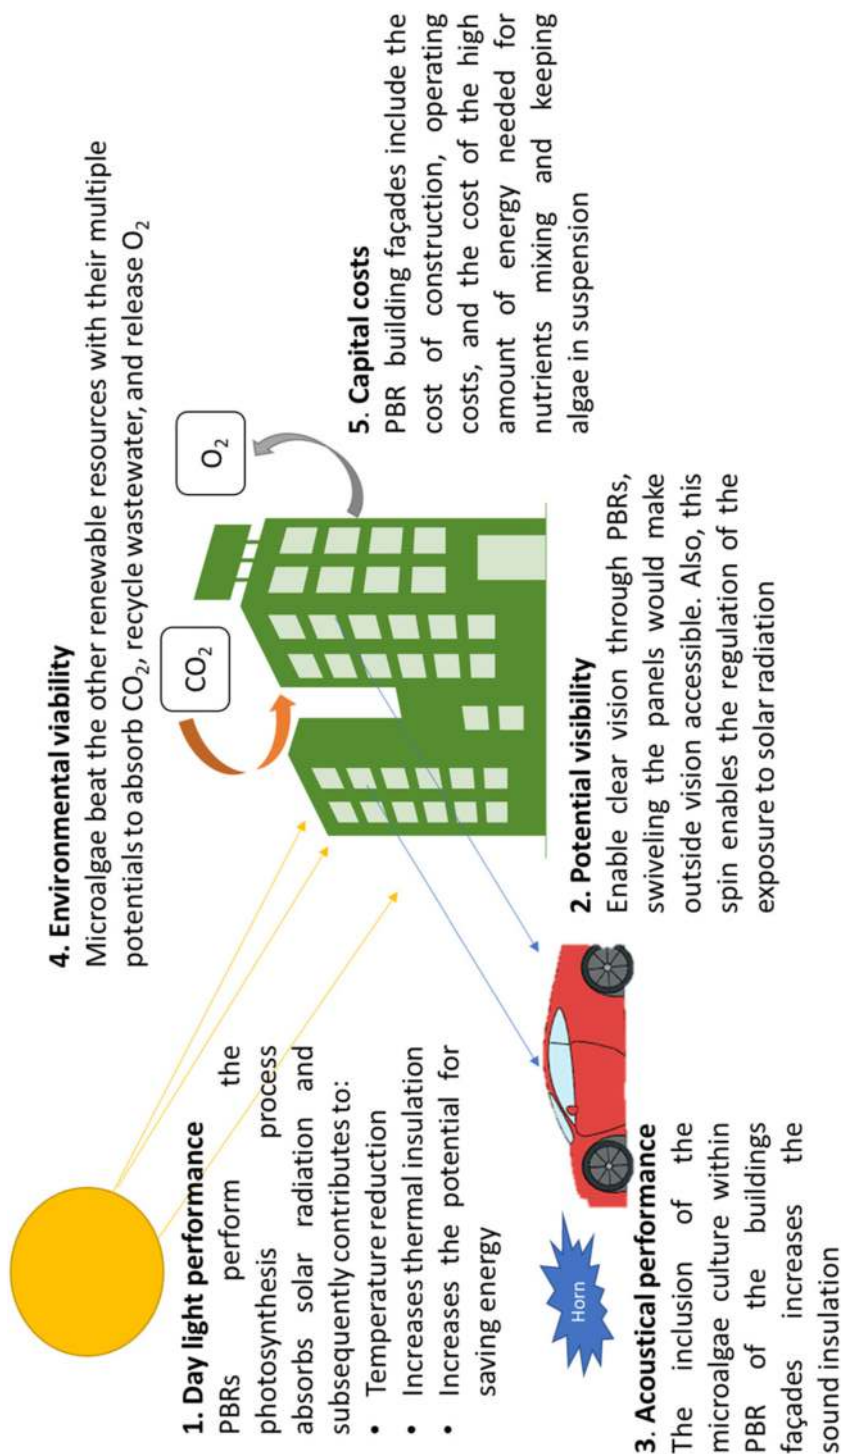 4. Environmental viability
Microalgae beat the other renewable resources with their multiple
potentials to absorb CO₂, recycle wastewater, and release O₂
CO₂
O₂
1. Day light performance
PBRs perform the
photosynthesis process
absorbs solar radiation and
subsequently contributes to:
• Temperature reduction
• Increases thermal insulation
• Increases the potential for
saving energy
5. Capital costs
PBR building façades include the
cost of construction, operating
costs, and the cost of the high
amount of energy needed for
nutrients mixing and keeping
algae in suspension
Horn
2. Potential visibility
Enable clear vision through PBRs,
swiveling the panels would make
outside vision accessible. Also, this
spin enables the regulation of the
exposure to solar radiation
3. Acoustical performance
The inclusion of the
microalgae culture within
PBR of the buildings
façades increases the
sound insulation